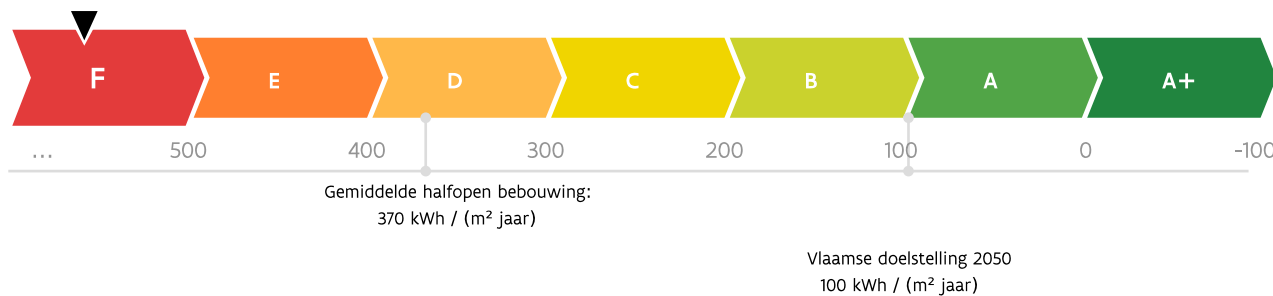 F E D C B A A+
... 500 400 300 200 100 0 -100
Gemiddelde halfopen bebouwing:
370 kWh / (m² jaar)
Vlaamse doelstelling 2050
100 kWh / (m² jaar)